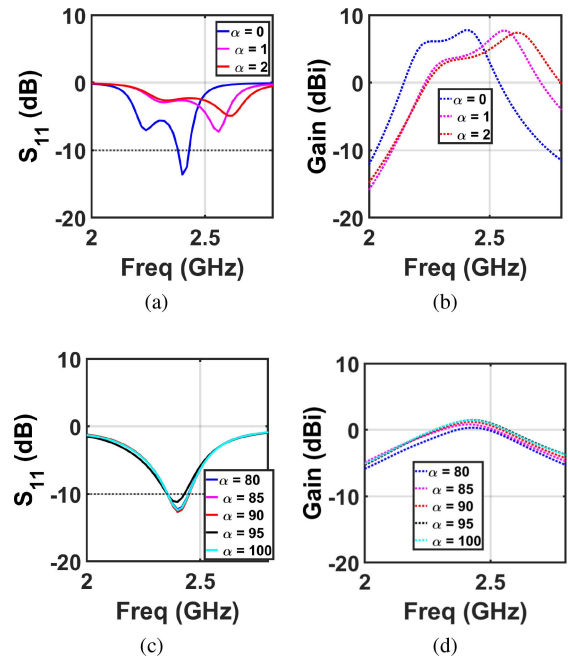 10
0
-10
-20
S11 (dB)
α = 0
α = 1
α = 2
2
2.5
Freq (GHz)
(a)
10
0
-10
-20
Gain (dBi)
α = 0
α = 1
α = 2
2
2.5
Freq (GHz)
(b)
10
0
-10
-20
S11 (dB)
α = 80
α = 85
α = 90
α = 95
α = 100
2
2.5
Freq (GHz)
(c)
10
0
-10
-20
Gain (dBi)
α = 80
α = 85
α = 90
α = 95
α = 100
2
2.5
Freq (GHz)
(d)